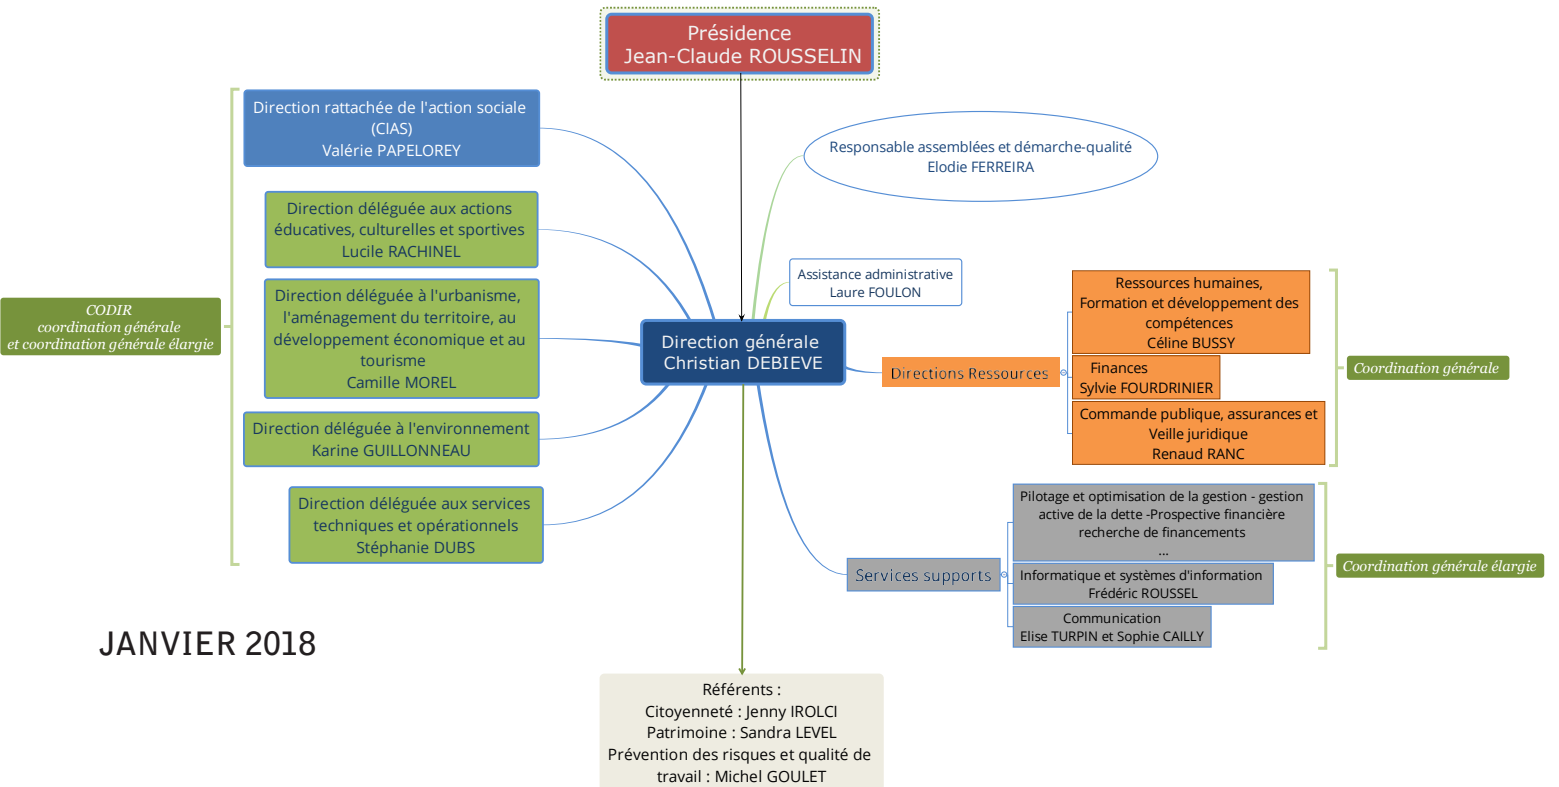 Présidence
Jean-Claude ROUSSELIN
Direction rattachée de l'action sociale
(CIAS)
Valérie PAPELOREY
Direction déléguée aux actions
éducatives, culturelles et sportives
Lucile RACHINEL
Direction déléguée à l'urbanisme,
l'aménagement du territoire, au
développement économique et au
tourisme
Camille MOREL
Direction déléguée à l'environnement
Karine GUILLONNEAU
Direction déléguée aux services
techniques et opérationnels
Stéphanie DUBS
CODIR
coordination générale
et coordination générale élargie
Responsable assemblées et démarche-qualité
Elodie FERREIRA
Assistance administrative
Laure FOULON
Direction générale
Christian DEBIEVE
Directions Ressources
Ressources humaines,
Formation et développement des
compétences
Céline BUSSY
Finances
Sylvie FOURDRINIER
Commande publique, assurances et
Veille juridique
Renaud RANC
Coordination générale
Services supports
Pilotage et optimisation de la gestion - gestion
active de la dette -Prospective financière
recherche de financements
...
Informatique et systèmes d'information
Frédéric ROUSSEL
Communication
Elise TURPIN et Sophie CAILLY
Coordination générale élargie
JANVIER 2018
Référents :
Citoyenneté : Jenny IROLCI
Patrimoine : Sandra LEVEL
Prévention des risques et qualité de
travail : Michel GOULET